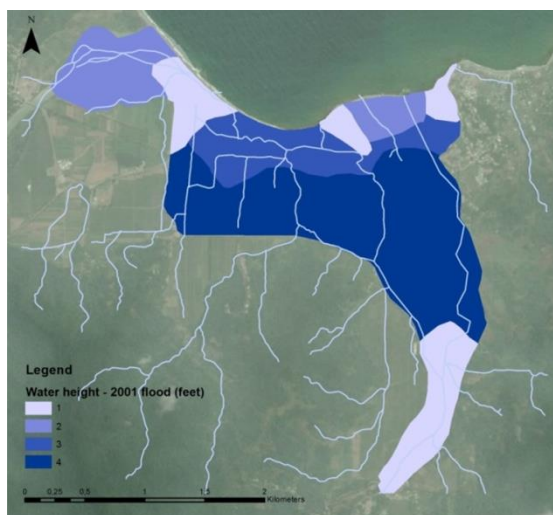 N
Legend
Water height - 2001 flood (feet)
1
2
3
4
0 0,25 0,5 1 1,5 2
Kilometers